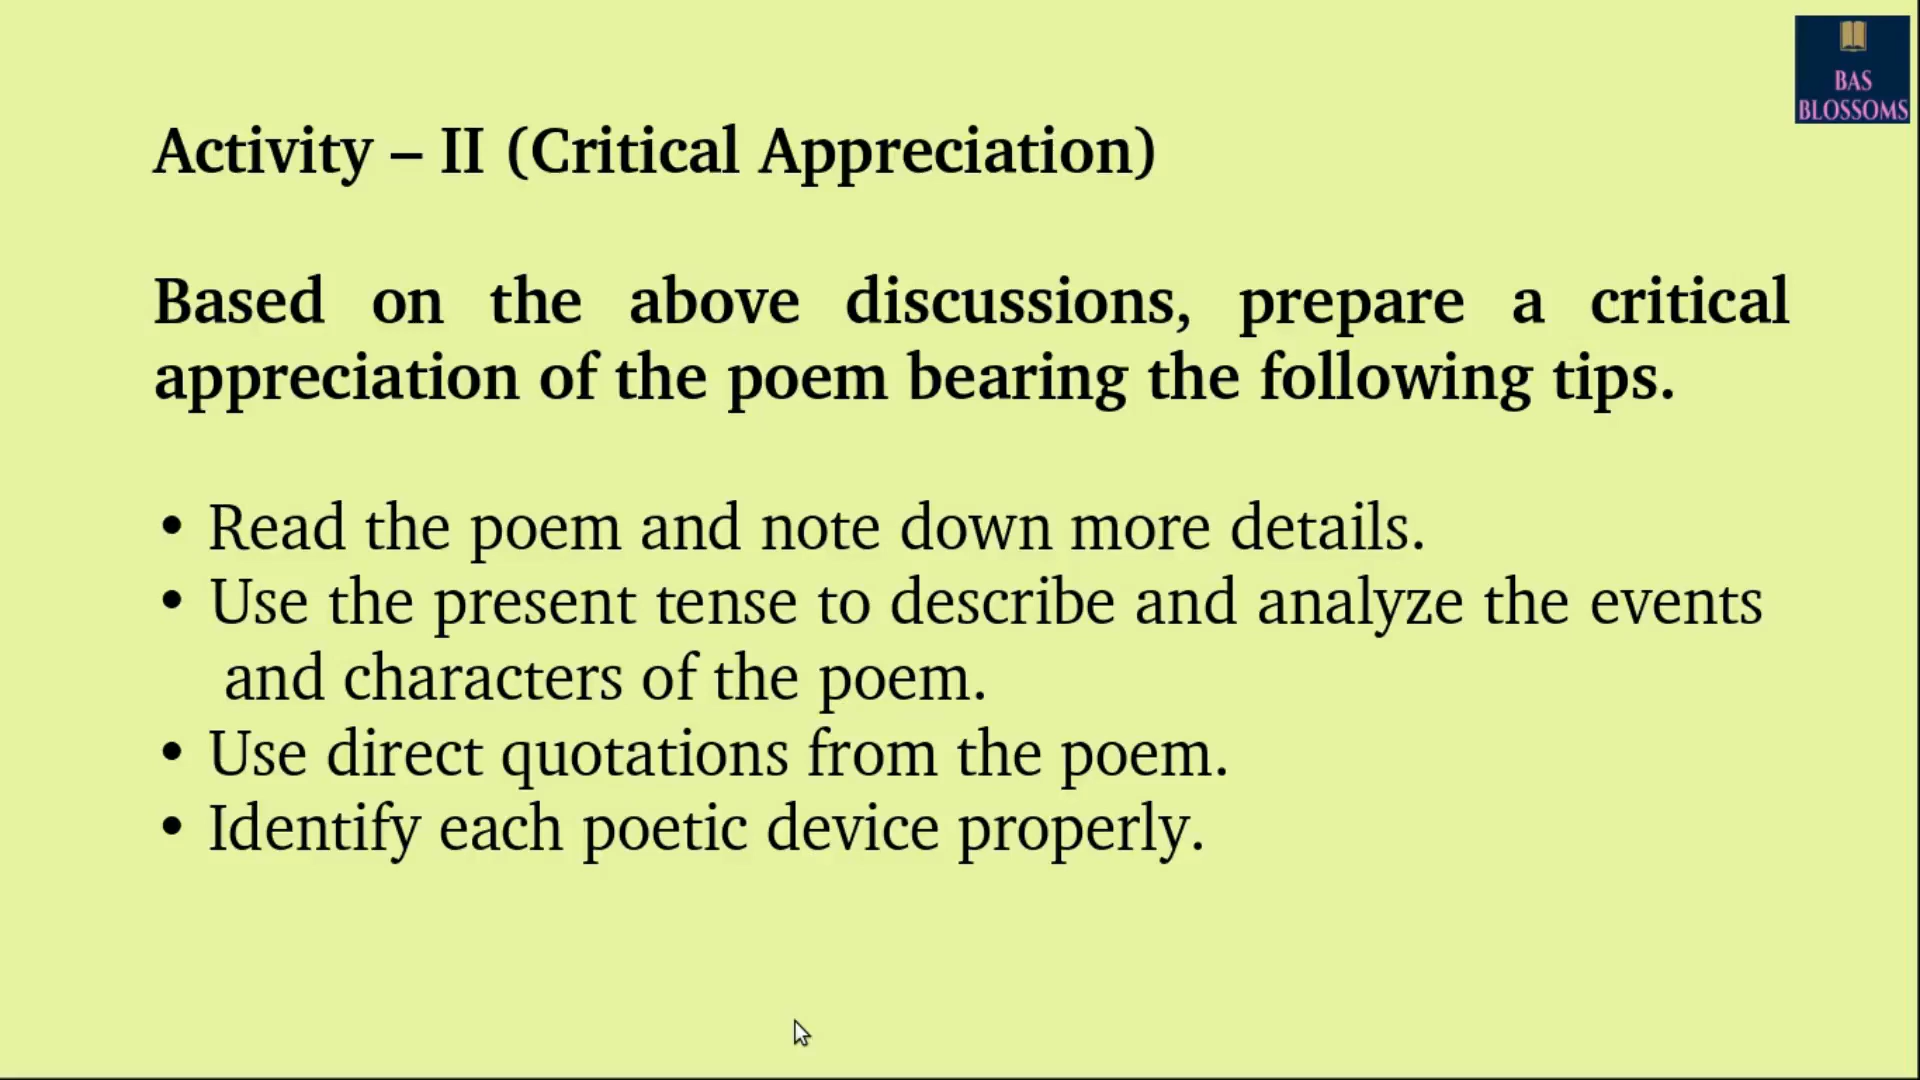 BAS
BLOSSOMS
Activity – II (Critical Appreciation)
Based on the above discussions, prepare a critical
appreciation of the poem bearing the following tips.
• Read the poem and note down more details.
• Use the present tense to describe and analyze the events
and characters of the poem.
• Use direct quotations from the poem.
• Identify each poetic device properly.